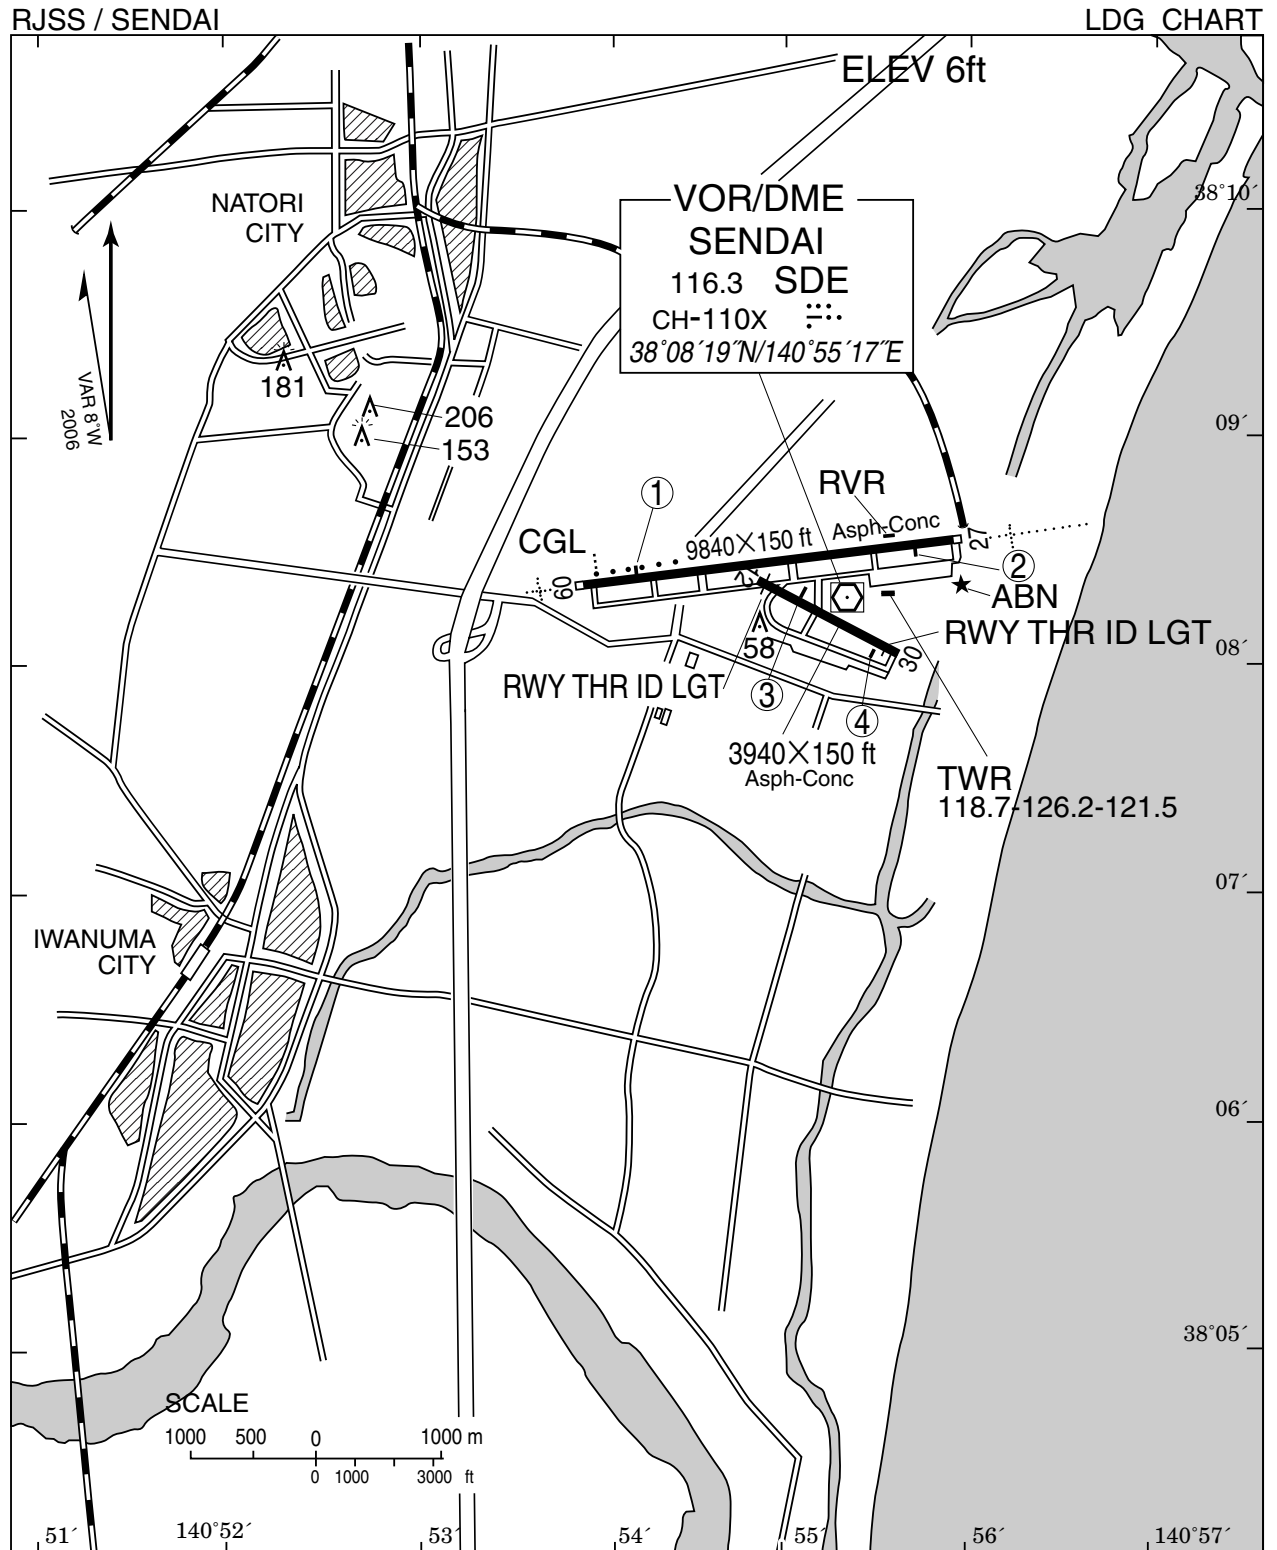 RJSS / SENDAI
LDG CHART
ELEV 6ft
NATORI
CITY
VOR/DME
SENDAI
116.3 SDE
CH-110X
38°08´19˝N/140°55´17˝E
38°10´
VAR 8°W
2006
181
206
153
09´
RVR
1
CGL
9840×150 ft
Asph-Conc
27
2
09
12
ABN
58
RWY THR ID LGT
30
08´
RWY THR ID LGT
3
4
3940×150 ft
Asph-Conc
TWR
118.7-126.2-121.5
07´
IWANUMA
CITY
06´
38°05´
SCALE
1000 500 0 1000 m
0 1000 3000 ft
51´ 140°52´ 53´ 54´ 55´ 56´ 140°57´